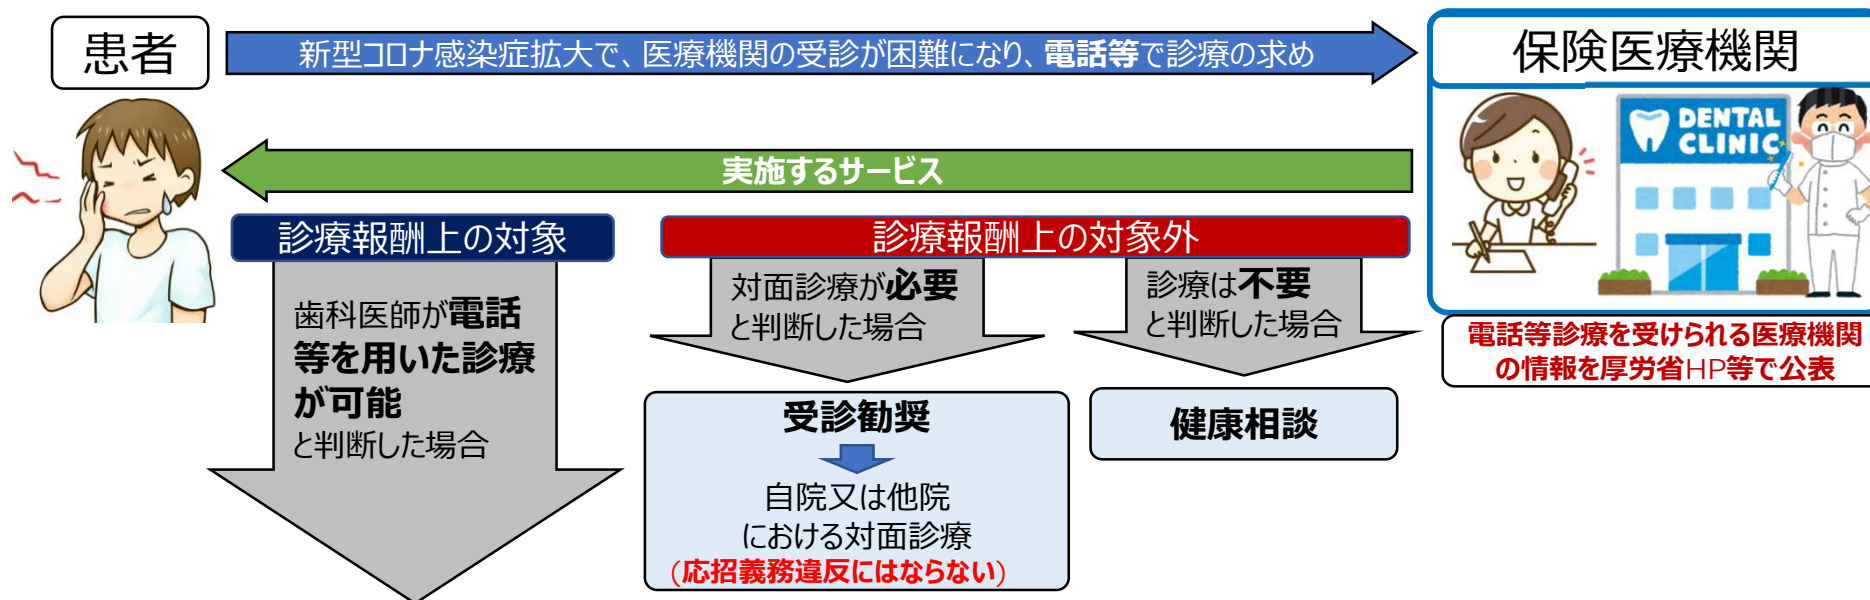 患者
新型コロナ感染症拡大で、医療機関の受診が困難になり、電話等で診療の求め
保険医療機関
DENTAL
CLINIC
実施するサービス
診療報酬上の対象
診療報酬上の対象外
歯科医師が電話
等を用いた診療
が可能
と判断した場合
対面診療が必要
と判断した場合
診療は不要
と判断した場合
電話等診療を受けられる医療機関
の情報を厚労省HP等で公表
受診勧奨
自院又は他院
における対面診療
(応招義務違反にはならない)
健康相談